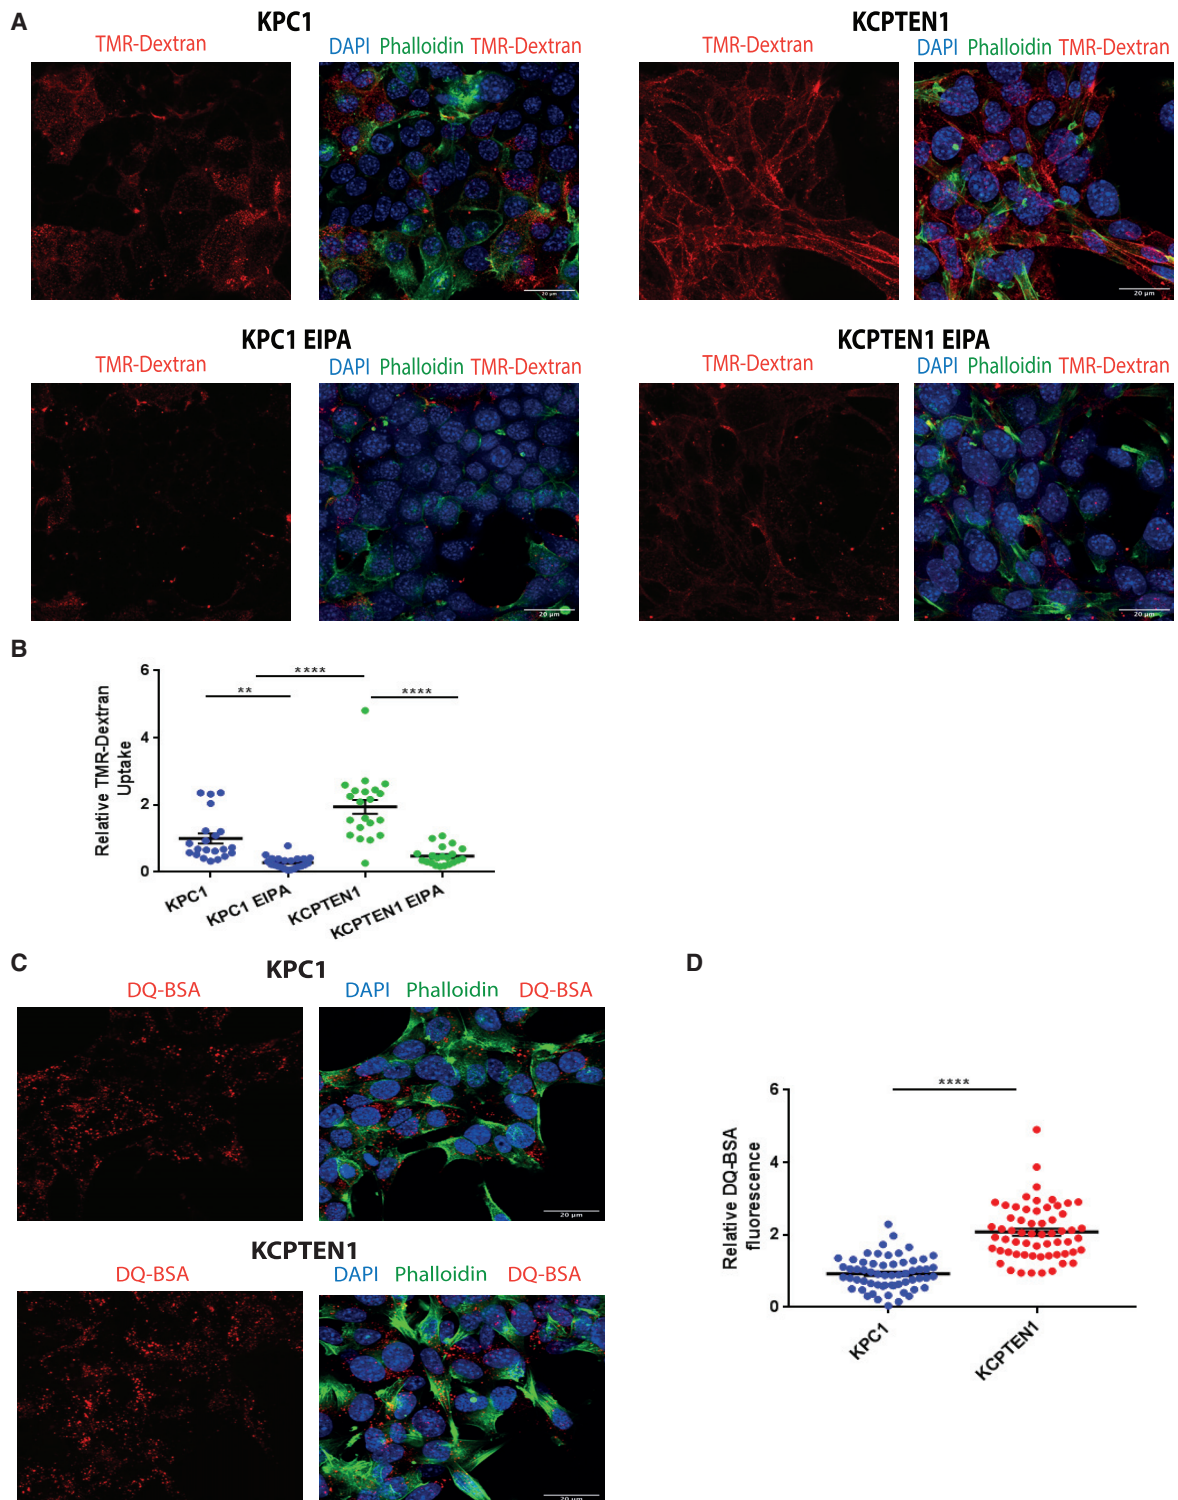 A
KPC1
KCPTEN1
TMR-Dextran
DAPI Phalloidin TMR-Dextran
TMR-Dextran
DAPI Phalloidin TMR-Dextran
20 µm
20 µm
KPC1 EIPA
KCPTEN1 EIPA
TMR-Dextran
DAPI Phalloidin TMR-Dextran
TMR-Dextran
DAPI Phalloidin TMR-Dextran
20 µm
20 µm
B
Relative TMR-Dextran
Uptake
6
4
2
0
**
****
****
KPC1
KPC1 EIPA
KCPTEN1
KCPTEN1 EIPA
C
KPC1
DQ-BSA
DAPI Phalloidin DQ-BSA
20 µm
KCPTEN1
DQ-BSA
DAPI Phalloidin DQ-BSA
20 µm
D
Relative DQ-BSA
fluorescence
6
4
2
0
****
KPC1
KCPTEN1